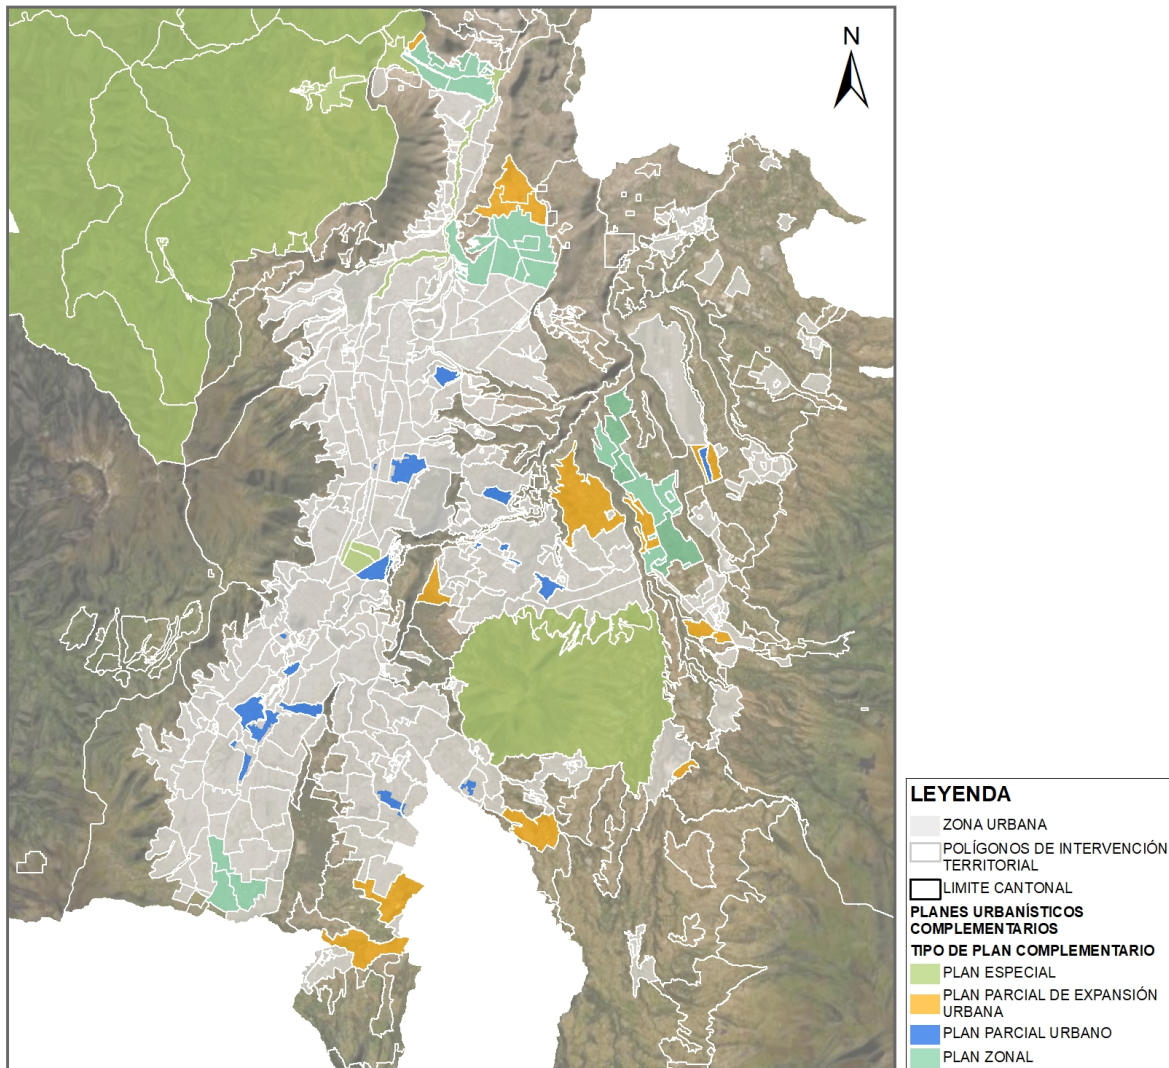 N
LEYENDA
ZONA URBANA
POLÍGONOS DE INTERVENCIÓN
TERRITORIAL
LIMITE CANTONAL
PLANES URBANÍSTICOS
COMPLEMENTARIOS
TIPO DE PLAN COMPLEMENTARIO
PLAN ESPECIAL
PLAN PARCIAL DE EXPANSIÓN
URBANA
PLAN PARCIAL URBANO
PLAN ZONAL